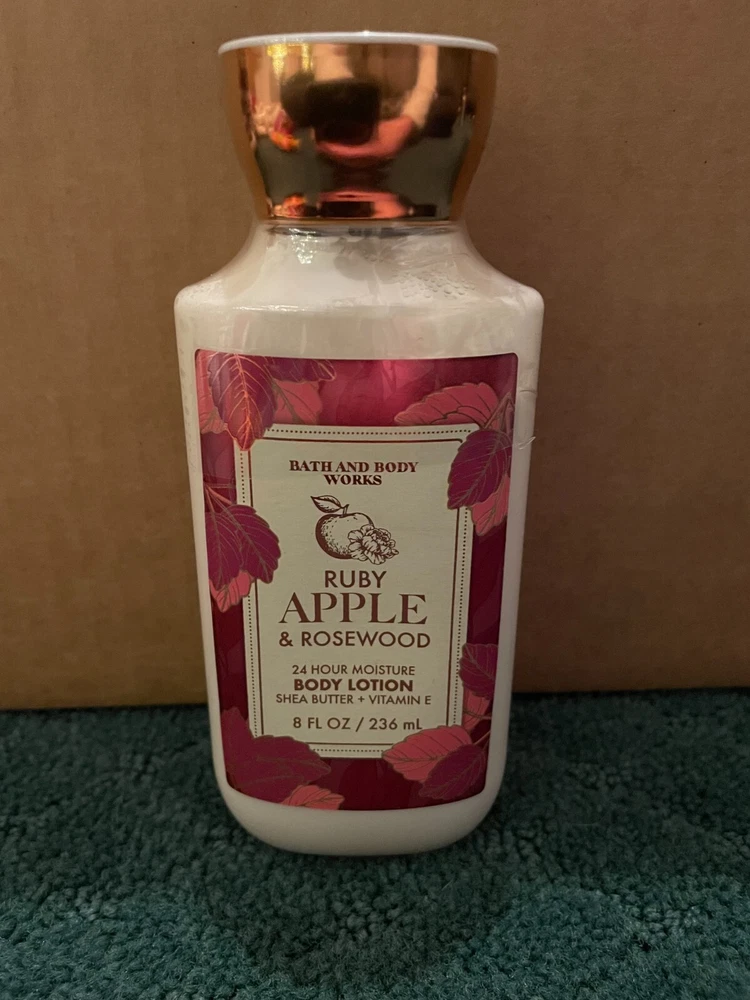 BATH AND BODY
WORKS
RUBY
APPLE
& ROSEWOOD
24 HOUR MOISTURE
BODY LOTION
SHEA BUTTER + VITAMIN E
8 FL OZ / 236 mL